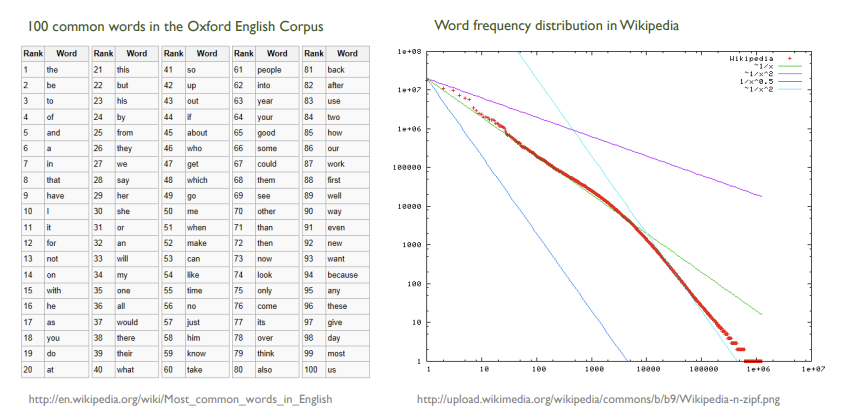 100 common words in the Oxford English Corpus
Word frequency distribution in Wikipedia
Rank Word Rank Word Rank Word Rank Word Rank Word
1 the 21 this 41 so 61 people 81 back
2 be 22 but 42 up 62 into 82 after
3 to 23 his 43 out 63 year 83 use
4 of 24 by 44 if 64 your 84 two
5 and 25 from 45 about 65 good 85 how
6 a 26 they 46 who 66 some 86 our
7 in 27 we 47 get 67 could 87 work
8 that 28 say 48 which 68 them 88 first
9 have 29 her 49 go 69 see 89 well
10 I 30 she 50 me 70 other 90 way
11 it 31 or 51 when 71 than 91 even
12 for 32 an 52 make 72 then 92 new
13 not 33 will 53 can 73 now 93 want
14 on 34 my 54 like 74 look 94 because
15 with 35 one 55 time 75 only 95 any
16 he 36 all 56 no 76 come 96 these
17 as 37 would 57 just 77 its 97 give
18 you 38 there 58 him 78 over 98 day
19 do 39 their 59 know 79 think 99 most
20 at 40 what 60 take 80 also 100 us
1e+08
1e+07
1e+06
100000
10000
1000
100
10
1
Wikipedia
~1/x
~1/x^2
1/x^0.5
~1/x^2
1 10 100 1000 10000 100000 1e+06 1e+07
http://en.wikipedia.org/wiki/Most_common_words_in_English
http://upload.wikimedia.org/wikipedia/commons/b/b9/Wikipedia-n-zipf.png